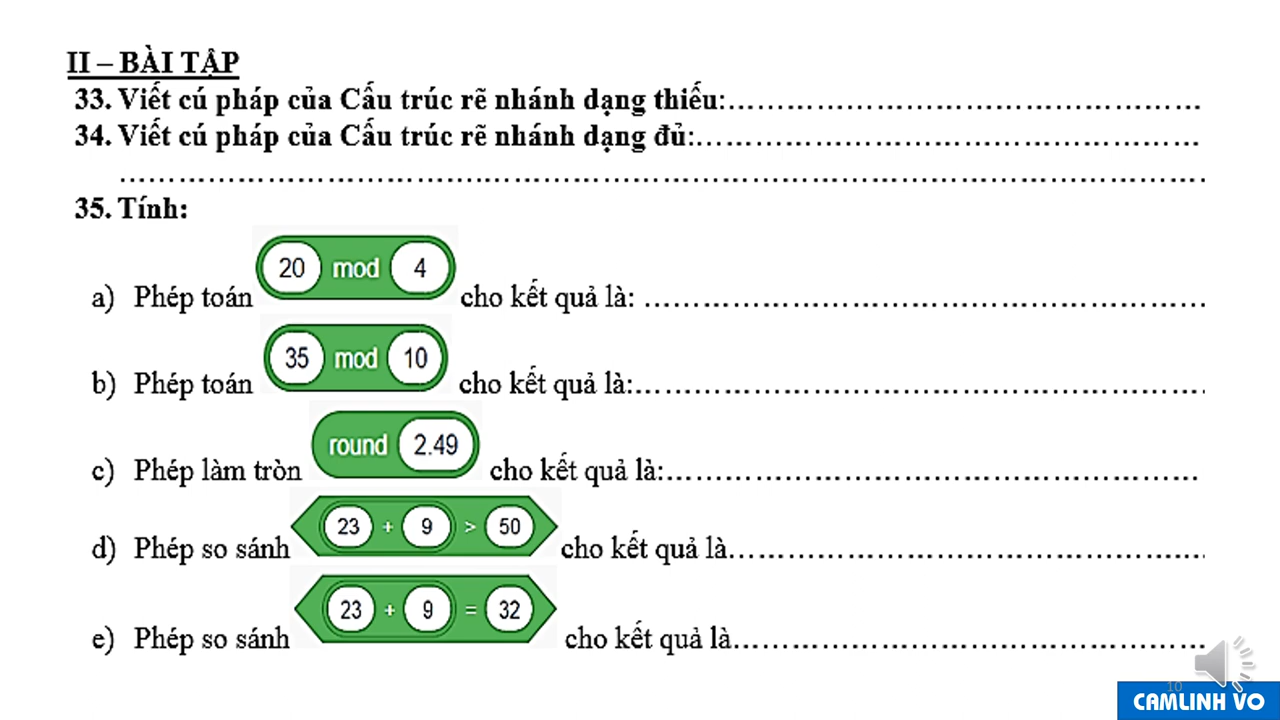 II – BÀI TẬP
33. Viết cú pháp của Cấu trúc rẽ nhánh dạng thiếu:……………………………………………
34. Viết cú pháp của Cấu trúc rẽ nhánh dạng đủ:………………………………………………
……………………………………………………………………………………………………
35. Tính:
a) Phép toán 20 mod 4 cho kết quả là: ……………………………………………………
b) Phép toán 35 mod 10 cho kết quả là:……………………………………………………
c) Phép làm tròn round 2.49 cho kết quả là:…………………………………………………
d) Phép so sánh 23 + 9 > 50 cho kết quả là……………………………………………
e) Phép so sánh 23 + 9 = 32 cho kết quả là……………………………………………
10
CAMLINH VO